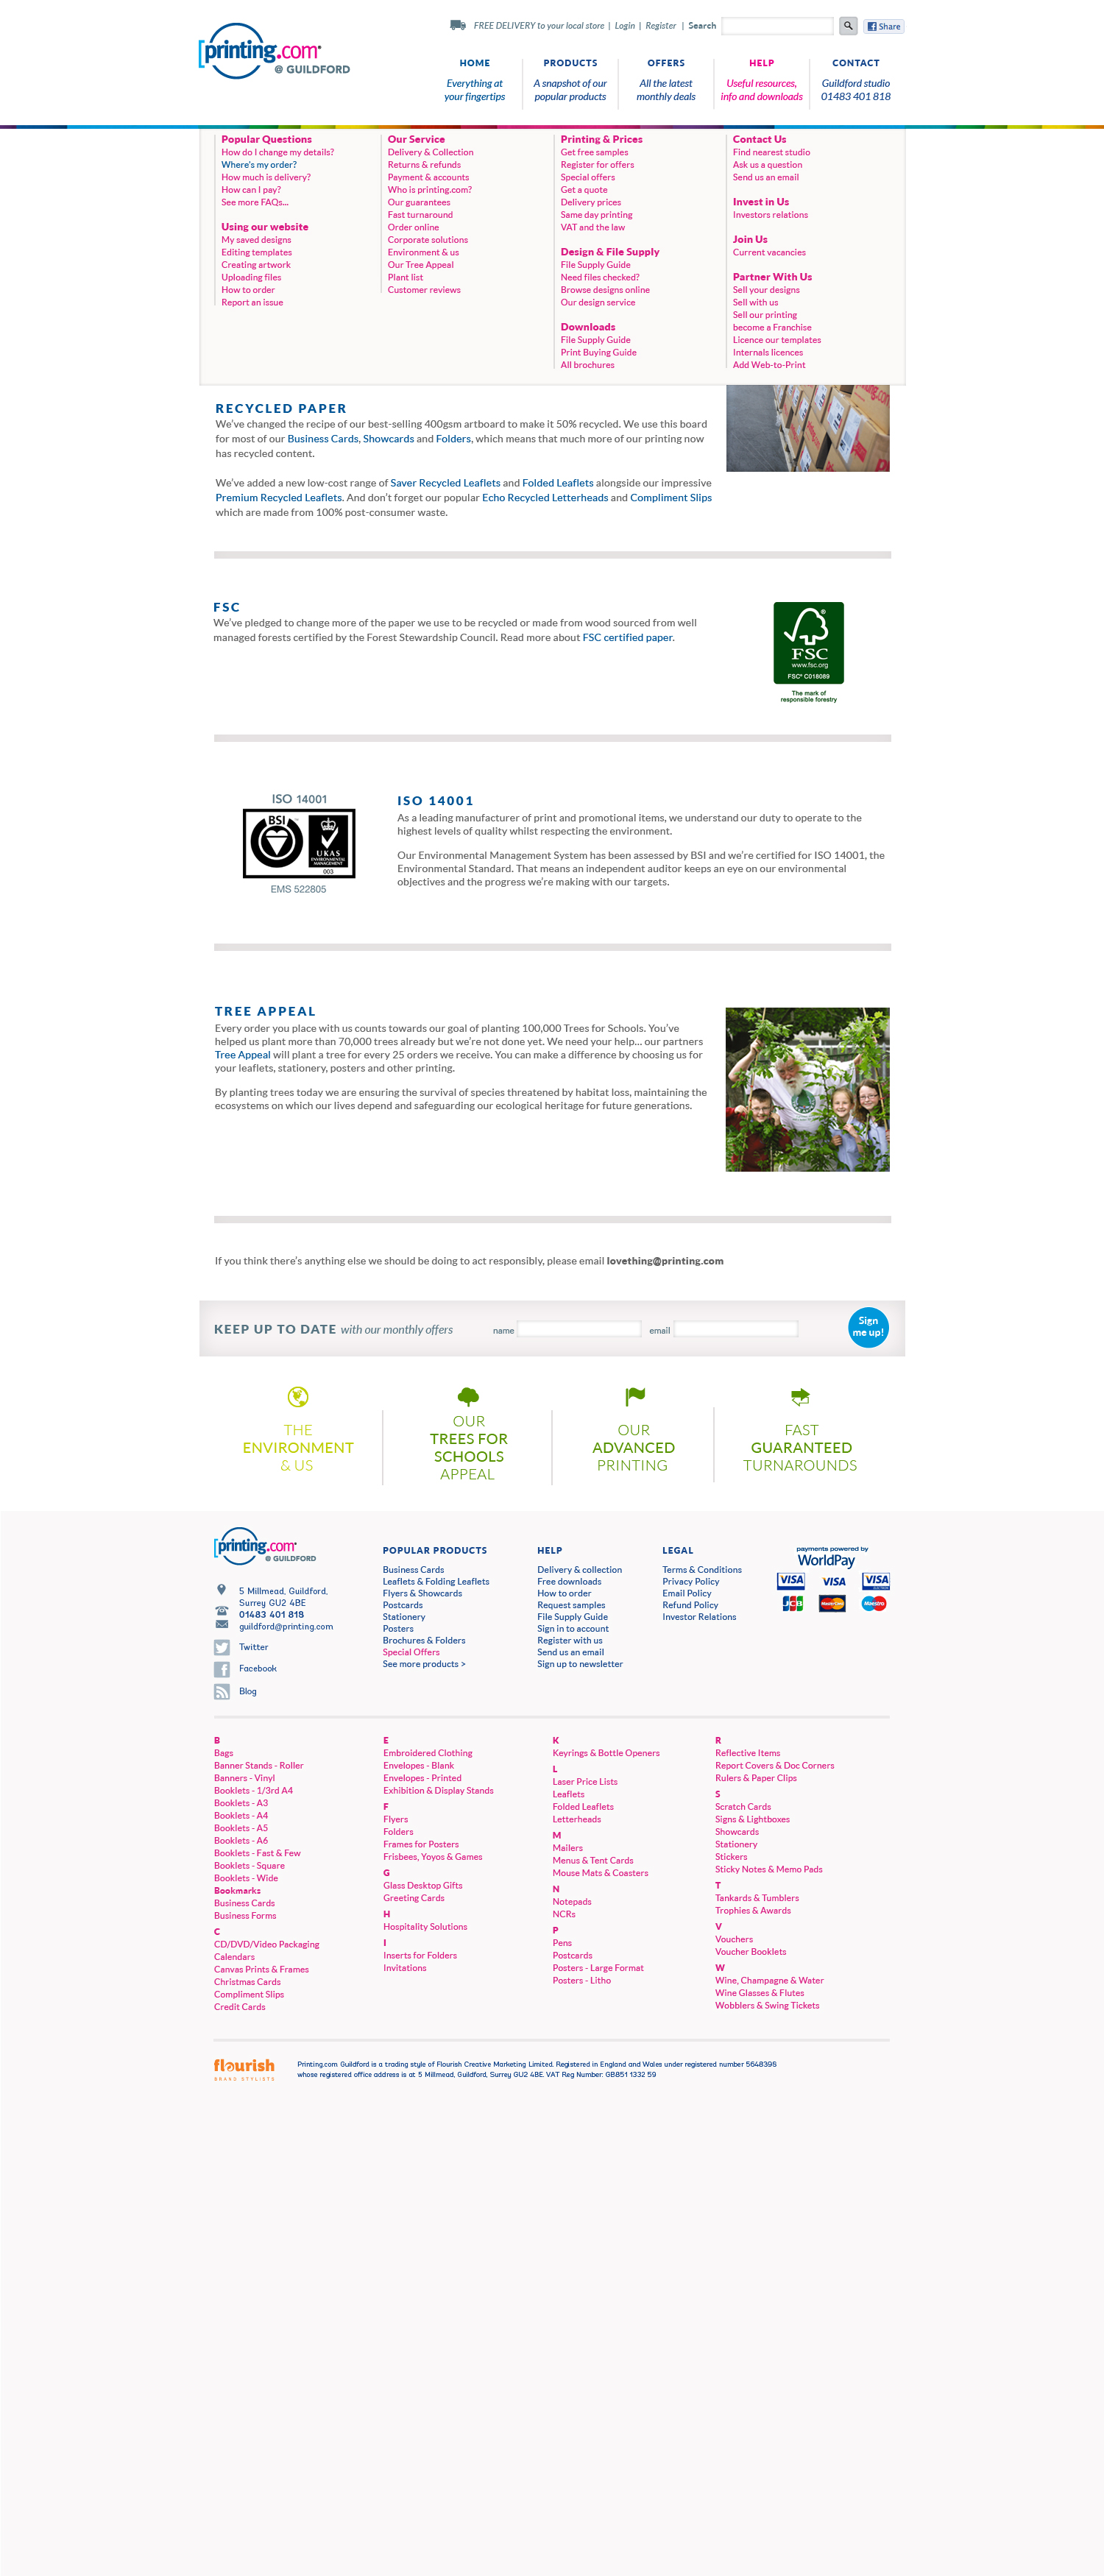 FREE DELIVERY to your local store | Login | Register | Search
Share
[printing.com
@ GUILDFORD
HOME
Everything at
your fingertips
PRODUCTS
A snapshot of our
popular products
OFFERS
All the latest
monthly deals
HELP
Useful resources,
info and downloads
CONTACT
Guildford studio
01483 401 818
Popular Questions
How do I change my details?
Where's my order?
How much is delivery?
How can I pay?
See more FAQs...
Using our website
My saved designs
Editing templates
Creating artwork
Uploading files
How to order
Report an issue
Our Service
Delivery & Collection
Returns & refunds
Payment & accounts
Who is printing.com?
Our guarantees
Fast turnaround
Order online
Corporate solutions
Environment & us
Our Tree Appeal
Plant list
Customer reviews
Printing & Prices
Get free samples
Register for offers
Special offers
Get a quote
Delivery prices
Same day printing
VAT and the law
Design & File Supply
File Supply Guide
Need files checked?
Browse designs online
Our design service
Downloads
File Supply Guide
Print Buying Guide
All brochures
Contact Us
Find nearest studio
Ask us a question
Send us an email
Invest in Us
Investors relations
Join Us
Current vacancies
Partner With Us
Sell your designs
Sell with us
Sell our printing
become a Franchise
Licence our templates
Internals licences
Add Web-to-Print
RECYCLED PAPER
We've changed the recipe of our best-selling 400gsm artboard to make it 50% recycled. We use this board
for most of our Business Cards, Showcards and Folders, which means that much more of our printing now
has recycled content.
We've added a new low-cost range of Saver Recycled Leaflets and Folded Leaflets alongside our impressive
Premium Recycled Leaflets. And don't forget our popular Echo Recycled Letterheads and Compliment Slips
which are made from 100% post-consumer waste.
FSC
We've pledged to change more of the paper we use to be recycled or made from wood sourced from well
managed forests certified by the Forest Stewardship Council. Read more about FSC certified paper.
FSC
www.fsc.org
FSC® C018089
The mark of
responsible forestry
ISO 14001
BSI
UKAS
ENVIRONMENTAL
MANAGEMENT
003
EMS 522805
ISO 14001
As a leading manufacturer of print and promotional items, we understand our duty to operate to the
highest levels of quality whilst respecting the environment.
Our Environmental Management System has been assessed by BSI and we're certified for ISO 14001, the
Environmental Standard. That means an independent auditor keeps an eye on our environmental
objectives and the progress we're making with our targets.
TREE APPEAL
Every order you place with us counts towards our goal of planting 100,000 Trees for Schools. You've
helped us plant more than 70,000 trees already but we're not done yet. We need your help... our partners
Tree Appeal will plant a tree for every 25 orders we receive. You can make a difference by choosing us for
your leaflets, stationery, posters and other printing.
By planting trees today we are ensuring the survival of species threatened by habitat loss, maintaining the
ecosystems on which our lives depend and safeguarding our ecological heritage for future generations.
If you think there's anything else we should be doing to act responsibly, please email lovething@printing.com
KEEP UP TO DATE with our monthly offers
name
email
Sign
me up!
THE
ENVIRONMENT
& US
OUR
TREES FOR
SCHOOLS
APPEAL
OUR
ADVANCED
PRINTING
FAST
GUARANTEED
TURNAROUNDS
[printing.com
@ GUILDFORD
5 Millmead, Guildford,
Surrey GU2 4BE
01483 401 818
guildford@printing.com
Twitter
Facebook
Blog
POPULAR PRODUCTS
Business Cards
Leaflets & Folding Leaflets
Flyers & Showcards
Postcards
Stationery
Posters
Brochures & Folders
Special Offers
See more products >
HELP
Delivery & collection
Free downloads
How to order
Request samples
File Supply Guide
Sign in to account
Register with us
Send us an email
Sign up to newsletter
LEGAL
Terms & Conditions
Privacy Policy
Email Policy
Refund Policy
Investor Relations
payments powered by
WorldPay
VISA
VISA
VISA
JCB
MasterCard
Maestro
B
Bags
Banner Stands - Roller
Banners - Vinyl
Booklets - 1/3rd A4
Booklets - A3
Booklets - A4
Booklets - A5
Booklets - A6
Booklets - Fast & Few
Booklets - Square
Booklets - Wide
Bookmarks
Business Cards
Business Forms
C
CD/DVD/Video Packaging
Calendars
Canvas Prints & Frames
Christmas Cards
Compliment Slips
Credit Cards
E
Embroidered Clothing
Envelopes - Blank
Envelopes - Printed
Exhibition & Display Stands
F
Flyers
Folders
Frames for Posters
Frisbees, Yoyos & Games
G
Glass Desktop Gifts
Greeting Cards
H
Hospitality Solutions
I
Inserts for Folders
Invitations
K
Keyrings & Bottle Openers
L
Laser Price Lists
Leaflets
Folded Leaflets
Letterheads
M
Mailers
Menus & Tent Cards
Mouse Mats & Coasters
N
Notepads
NCRs
P
Pens
Postcards
Posters - Large Format
Posters - Litho
R
Reflective Items
Report Covers & Doc Corners
Rulers & Paper Clips
S
Scratch Cards
Signs & Lightboxes
Showcards
Stationery
Stickers
Sticky Notes & Memo Pads
T
Tankards & Tumblers
Trophies & Awards
V
Vouchers
Voucher Booklets
W
Wine, Champagne & Water
Wine Glasses & Flutes
Wobblers & Swing Tickets
flourish
BRAND STYLISTS
Printing.com Guildford is a trading style of Flourish Creative Marketing Limited. Registered in England and Wales under registered number 5648396
whose registered office address is at 5 Millmead, Guildford, Surrey GU2 4BE. VAT Reg Number: GB851 1332 59